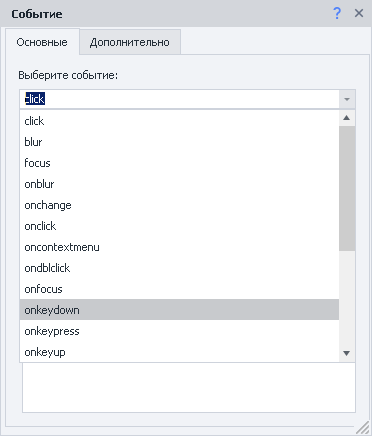 Событие
Основные Дополнительно
Выберите событие:
click
click
blur
focus
onblur
onchange
onclick
oncontextmenu
ondblclick
onfocus
onkeydown
onkeypress
onkeyup